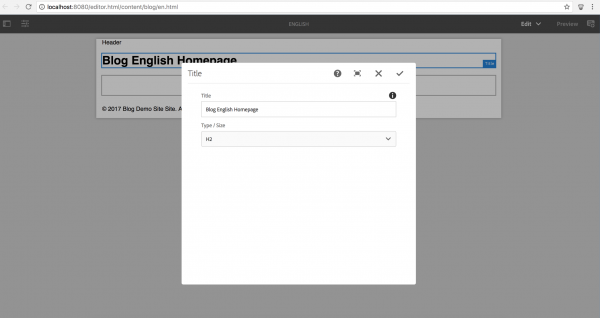 localhost:8080/editor.html/content/blog/en.html
ENGLISH
Edit
Preview
Header
Blog English Homepage
Title
Title
Title
Blog English Homepage
Type / Size
H2
© 2017 Blog Demo Site Site. A